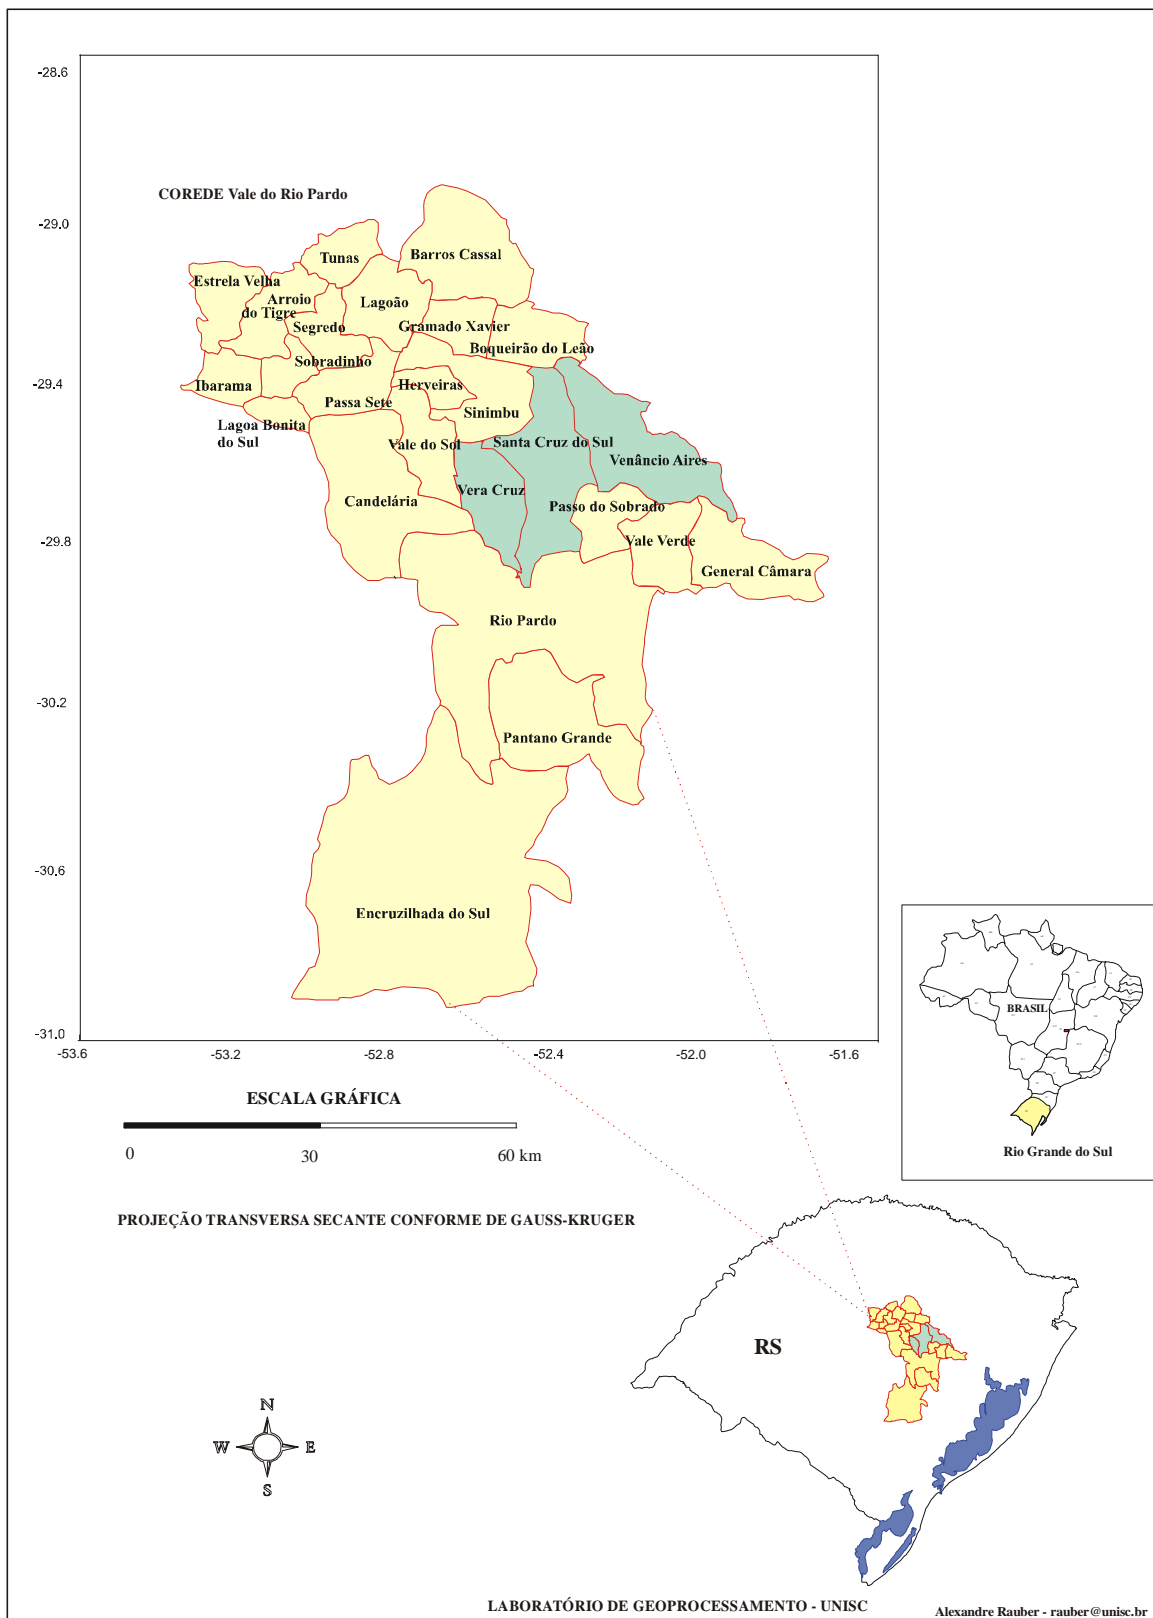 -28.6
COREDE Vale do Rio Pardo
-29.0
Tunas
Barros Cassal
Estrela Velha
Arroio
do Tigre
Lagoão
Segredo
Gramado Xavier
Boqueirão do Leão
Sobradinho
-29.4
Ibarama
Herveiras
Passa Sete
Sinimbu
Lagoa Bonita
do Sul
Vale do Sol
Santa Cruz do Sul
Venâncio Aires
Vera Cruz
Candelária
Passo do Sobrado
-29.8
Vale Verde
General Câmara
Rio Pardo
-30.2
Pantano Grande
-30.6
Encruzilhada do Sul
-31.0
-53.6
-53.2
-52.8
-52.4
-52.0
-51.6
BRASIL
Rio Grande do Sul
ESCALA GRÁFICA
0
30
60 km
PROJEÇÃO TRANSVERSA SECANTE CONFORME DE GAUSS-KRUGER
RS
N
W
E
S
LABORATÓRIO DE GEOPROCESSAMENTO - UNISC
Alexandre Rauber - rauber@unisc.br